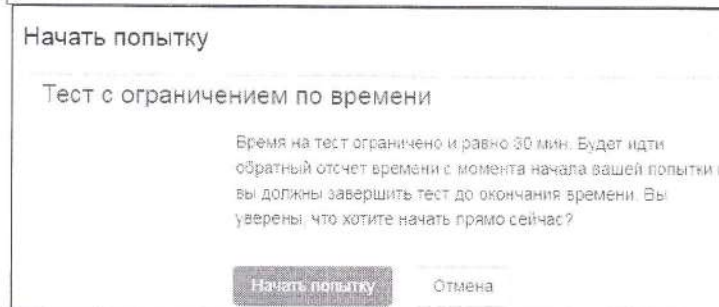 Начать попытку
Тест с ограничением по времени
Время на тест ограничено и равно 30 мин. Будет идти
обратный отсчет времени с момента начала вашей попытки и
вы должны завершить тест до окончания времени. Вы
уверены, что хотите начать прямо сейчас?
Начать попытку Отмена